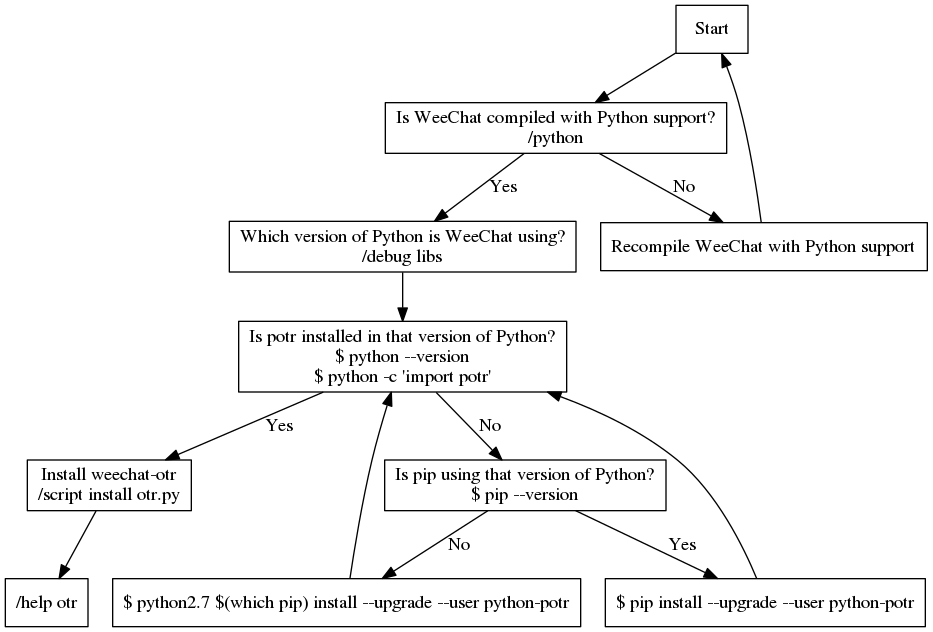 Start
Is WeeChat compiled with Python support?
/python
Yes
No
Which version of Python is WeeChat using?
/debug libs
Recompile WeeChat with Python support
Is potr installed in that version of Python?
$ python --version
$ python -c 'import potr'
Yes
No
Install weechat-otr
/script install otr.py
Is pip using that version of Python?
$ pip --version
No
Yes
/help otr
$ python2.7 $(which pip) install --upgrade --user python-potr
$ pip install --upgrade --user python-potr